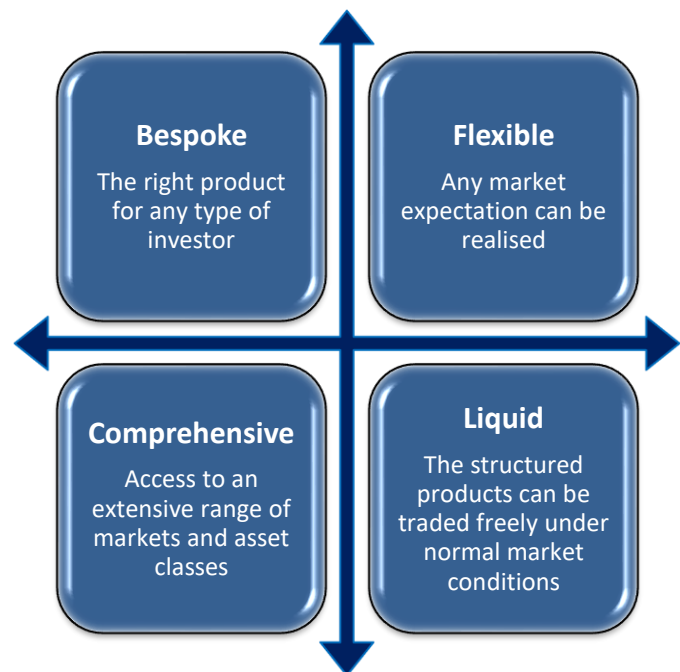 Bespoke
The right product
for any type of
investor
Flexible
Any market
expectation can be
realised
Comprehensive
Access to an
extensive range of
markets and asset
classes
Liquid
The structured
products can be
traded freely under
normal market
conditions